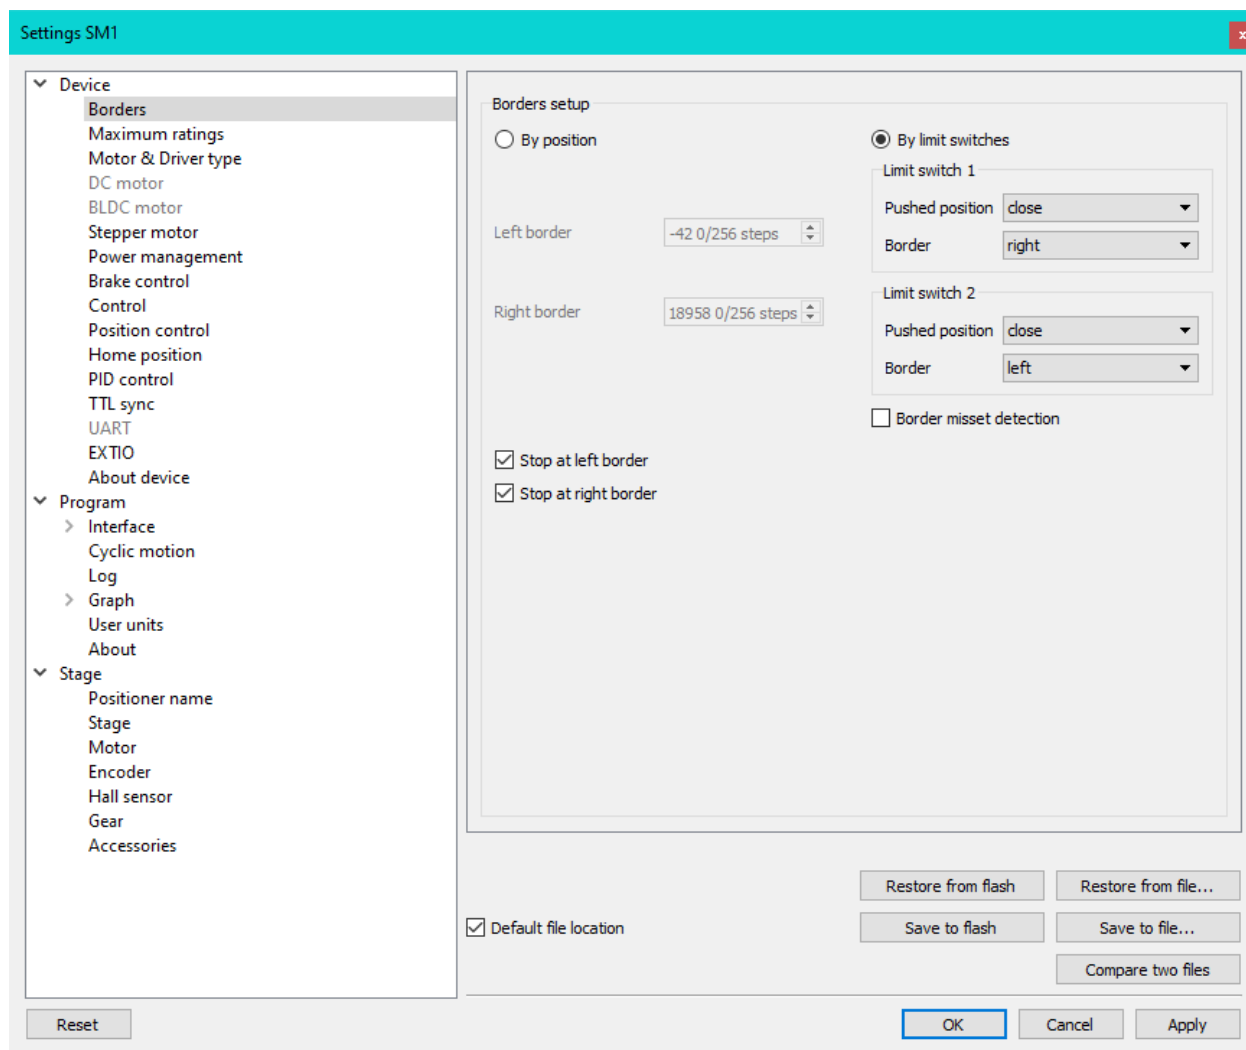 Settings SM1
x
Device
Borders
Maximum ratings
Motor & Driver type
DC motor
BLDC motor
Stepper motor
Power management
Brake control
Control
Position control
Home position
PID control
TTL sync
UART
EXTIO
About device
Program
Interface
Cyclic motion
Log
Graph
User units
About
Stage
Positioner name
Stage
Motor
Encoder
Hall sensor
Gear
Accessories
Borders setup
By position
By limit switches
Limit switch 1
Pushed position close
Border right
Left border -42 0/256 steps
Limit switch 2
Right border 18958 0/256 steps
Pushed position close
Border left
Border misset detection
Stop at left border
Stop at right border
Restore from flash
Restore from file...
Default file location
Save to flash
Save to file...
Compare two files
Reset
OK
Cancel
Apply